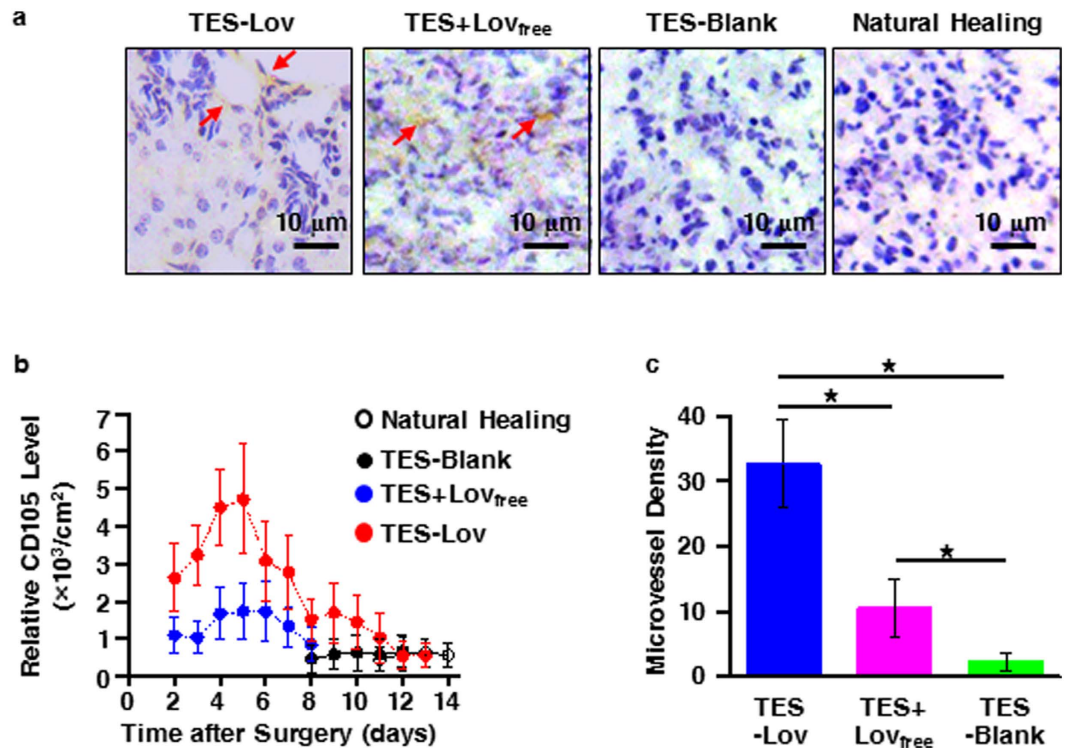 a
TES-Lov
TES+Lovfree
TES-Blank
Natural Healing
10 μm
10 μm
10 μm
10 μm
b
Relative CD105 Level
(×10³/cm²)
7
6
5
4
3
2
1
0
0
2
4
6
8
10
12
14
Time after Surgery (days)
Natural Healing
TES-Blank
TES+Lovfree
TES-Lov
c
Microvessel Density
40
30
20
10
0
*
*
*
TES
-Lov
TES+
Lovfree
TES
-Blank